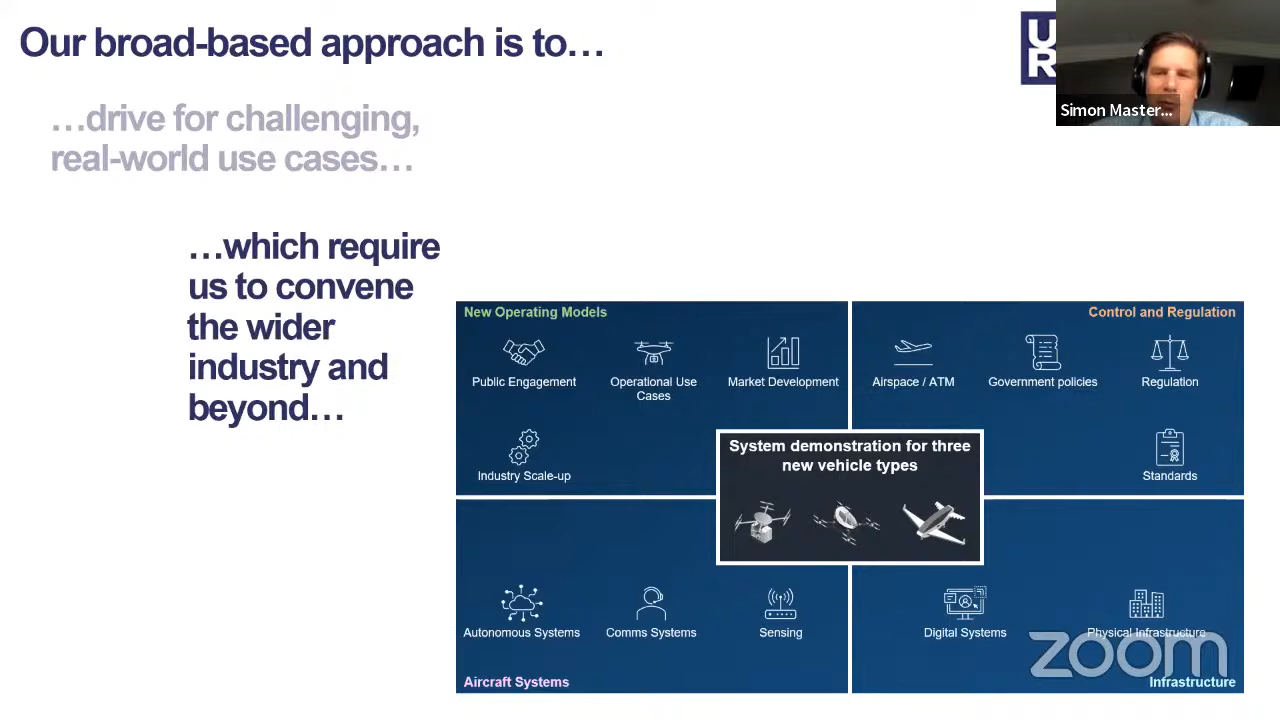 Our broad-based approach is to…
U
R
Simon Master...
…drive for challenging,
real-world use cases…
…which require
us to convene
the wider
industry and
beyond…
New Operating Models
Control and Regulation
Public Engagement
Operational Use
Cases
Market Development
Airspace / ATM
Government policies
Regulation
Industry Scale-up
System demonstration for three
new vehicle types
Standards
Autonomous Systems
Comms Systems
Sensing
Digital Systems
Physical Infrastructure
zoom
Aircraft Systems
Infrastructure